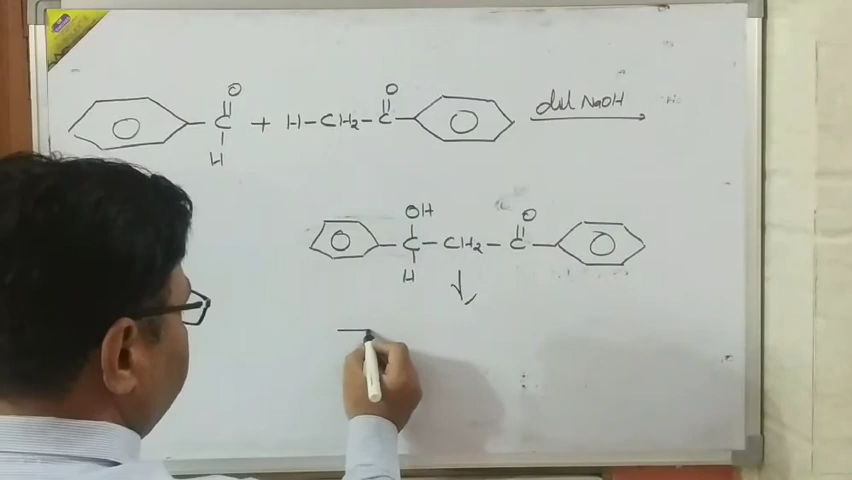 O O
C + H-CH₂-C dil NaOH
H
OH O
C-CH₂-C
H